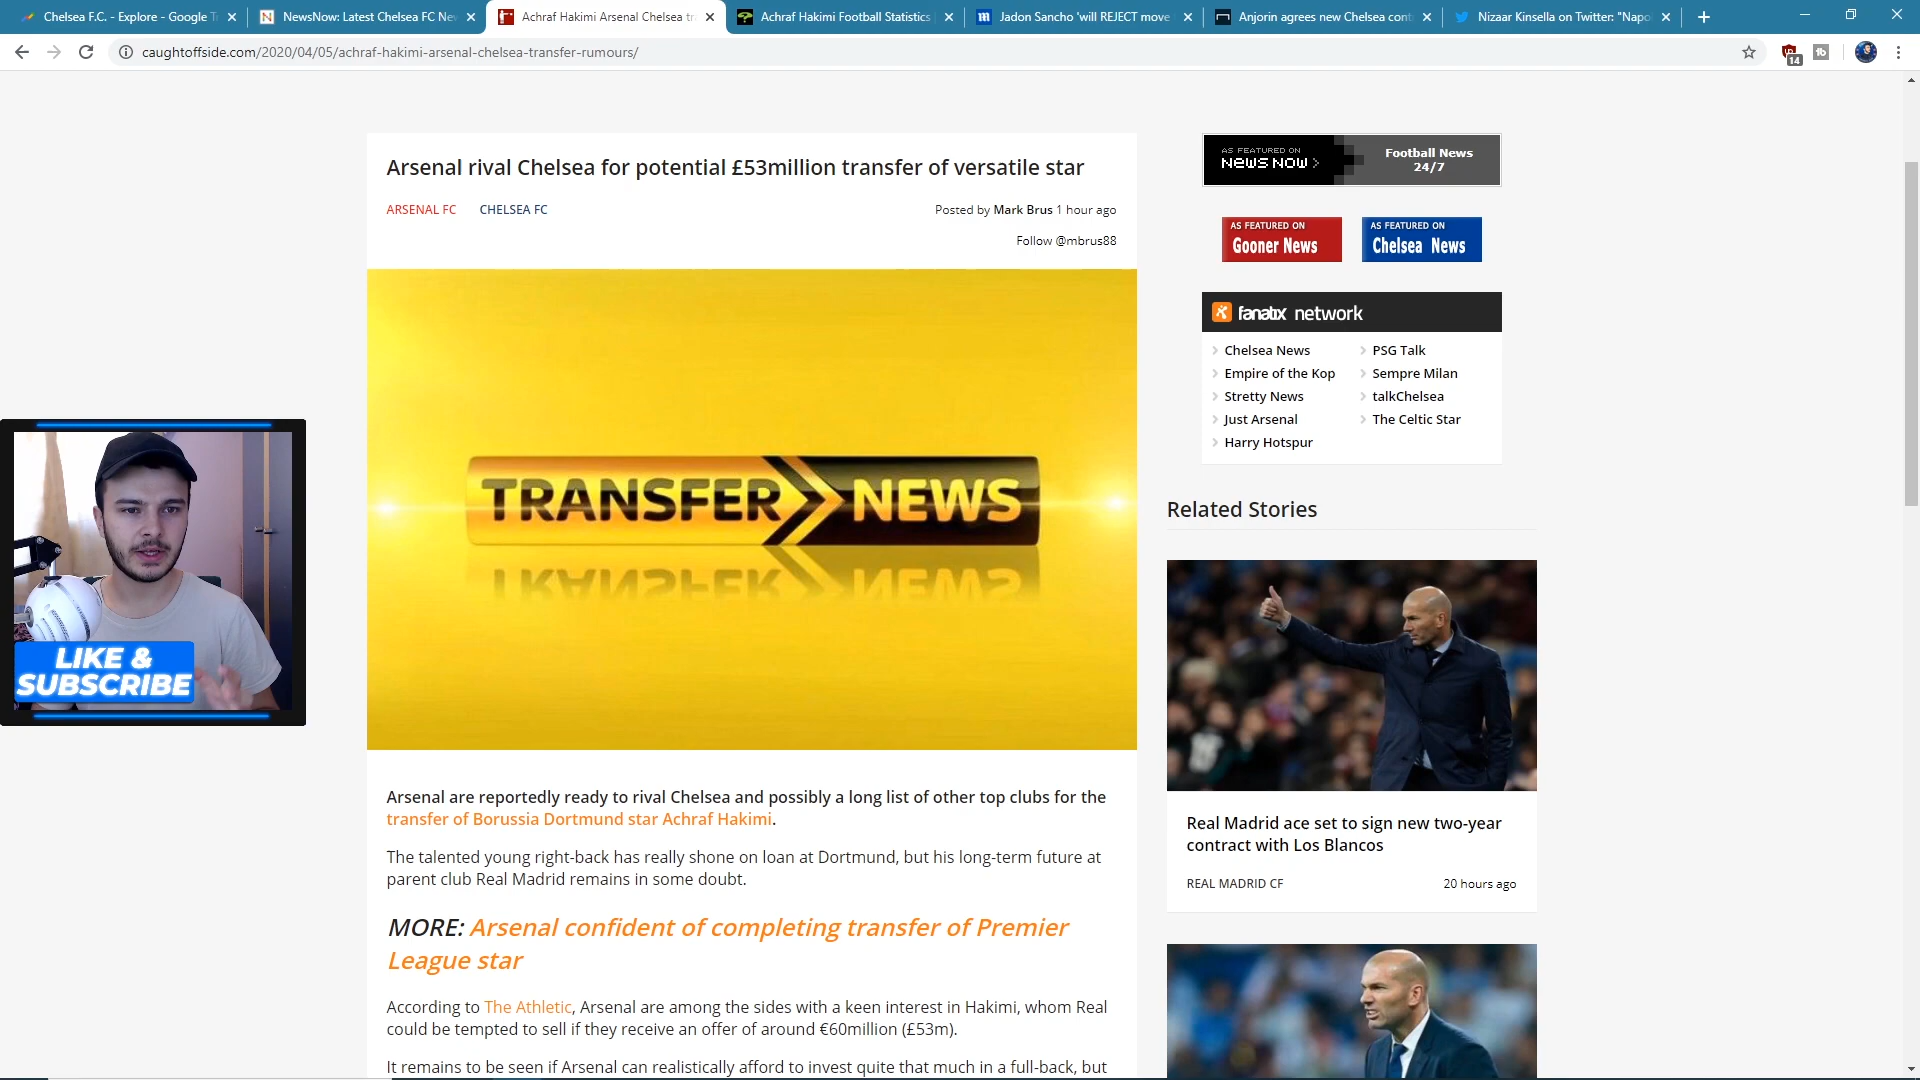 Chelsea F.C. - Explore - Google T
NewsNow: Latest Chelsea FC Ne
Achraf Hakimi Arsenal Chelsea tr
Achraf Hakimi Football Statistics
Jadon Sancho 'will REJECT move
Anjorin agrees new Chelsea cont
Nizaar Kinsella on Twitter: "Napo
caughtoffside.com/2020/04/05/achraf-hakimi-arsenal-chelsea-transfer-rumours/
14
Arsenal rival Chelsea for potential £53million transfer of versatile star
ARSENAL FC CHELSEA FC
Posted by Mark Brus 1 hour ago
Follow @mbrus88
TRANSFER NEWS
LIKE &
SUBSCRIBE
Arsenal are reportedly ready to rival Chelsea and possibly a long list of other top clubs for the
transfer of Borussia Dortmund star Achraf Hakimi.
The talented young right-back has really shone on loan at Dortmund, but his long-term future at
parent club Real Madrid remains in some doubt.
MORE: Arsenal confident of completing transfer of Premier
League star
According to The Athletic, Arsenal are among the sides with a keen interest in Hakimi, whom Real
could be tempted to sell if they receive an offer of around €60million (£53m).
It remains to be seen if Arsenal can realistically afford to invest quite that much in a full-back, but
AS FEATURED ON
NEWS NOW >
Football News
24/7
AS FEATURED ON
Gooner News
AS FEATURED ON
Chelsea News
fanatix network
Chelsea News
Empire of the Kop
Stretty News
Just Arsenal
Harry Hotspur
PSG Talk
Sempre Milan
talkChelsea
The Celtic Star
Related Stories
Real Madrid ace set to sign new two-year
contract with Los Blancos
REAL MADRID CF 20 hours ago